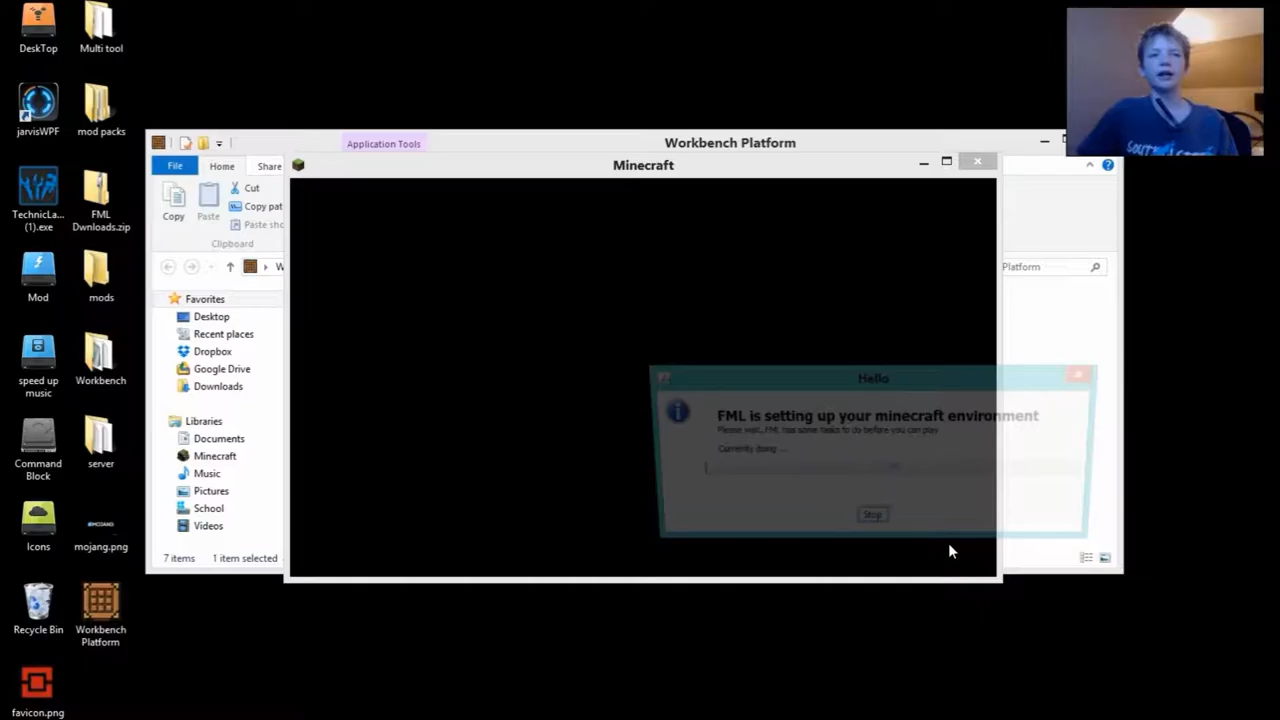 DeskTop
Multi tool
jarvisWPF
mod packs
TechnicLa...
(1).exe
FML
Dwnloads.zip
Mod
mods
speed up
music
Workbench
Command
Block
server
Icons
mojang.png
Recycle Bin
Workbench
Platform
favicon.png
Application Tools
Workbench Platform
File
Home
Share
Minecraft
Copy
Paste
Cut
Copy pat
Paste sho
Clipboard
W
Platform
Favorites
Desktop
Recent places
Dropbox
Google Drive
Downloads
Libraries
Documents
Minecraft
Music
Pictures
School
Videos
7 items
1 item selected
Hello
FML is setting up your minecraft environment
Please wait, FML has some tasks to do before you can play
Currently doing ...
Stop